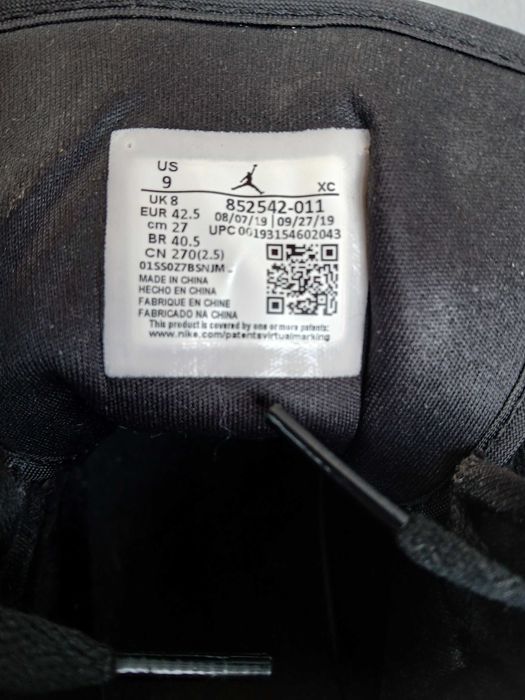 US
9
XC
UK 8
852542-011
EUR 42.5
08/07/19 | 09/27/19
cm 27
UPC 00193154602043
BR 40.5
CN 270(2.5)
01SS0Z7BSNJM
MADE IN CHINA
HECHO EN CHINA
FABRIQUE EN CHINE
FABRICADO NA CHINA
This product is covered by one or more patents:
www.nike.com/patentsvirtualmarking